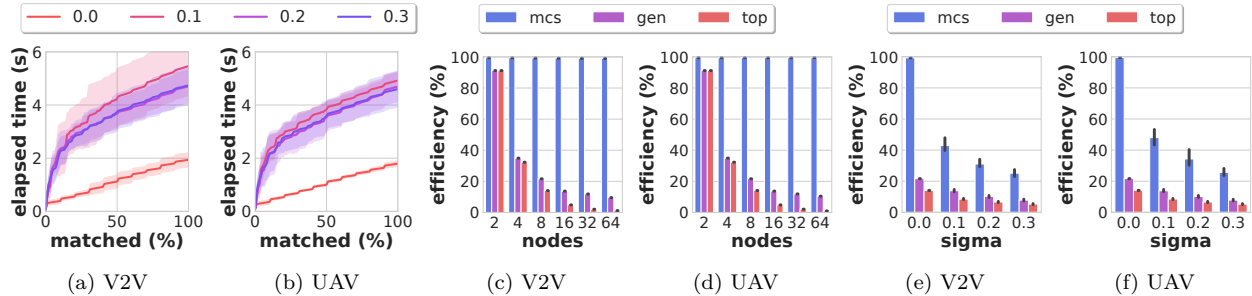 0.0 0.1 0.2 0.3
mcs gen top
mcs gen top
elapsed time (s)
6
4
2
0
0 50 100
matched (%)
(a) V2V
elapsed time (s)
6
4
2
0
0 50 100
matched (%)
(b) UAV
efficiency (%)
100
80
60
40
20
0
2 4 8 16 32 64
nodes
(c) V2V
efficiency (%)
100
80
60
40
20
0
2 4 8 16 32 64
nodes
(d) UAV
efficiency (%)
100
80
60
40
20
0
0.0 0.1 0.2 0.3
sigma
(e) V2V
efficiency (%)
100
80
60
40
20
0
0.0 0.1 0.2 0.3
sigma
(f) UAV